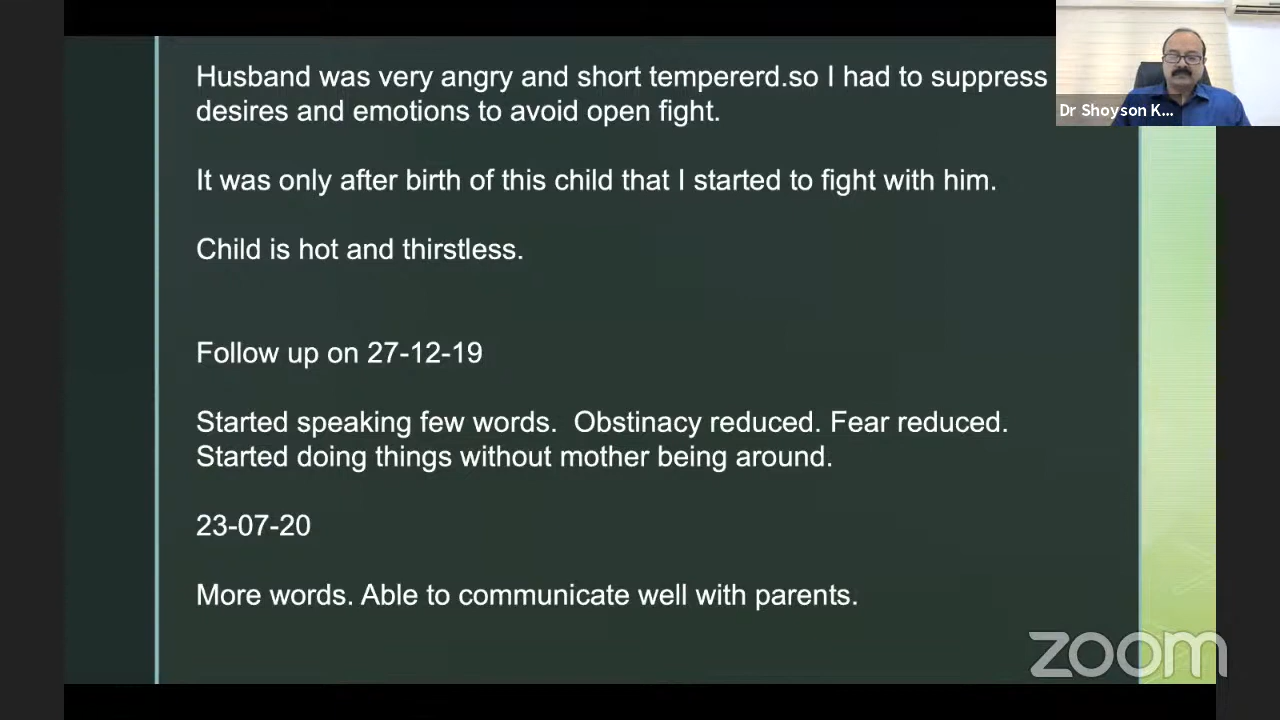 Husband was very angry and short tempererd.so I had to suppress
desires and emotions to avoid open fight.
It was only after birth of this child that I started to fight with him.
Child is hot and thirstless.
Follow up on 27-12-19
Started speaking few words.  Obstinacy reduced. Fear reduced.
Started doing things without mother being around.
23-07-20
More words. Able to communicate well with parents.
Dr Shoyson K...
zoom